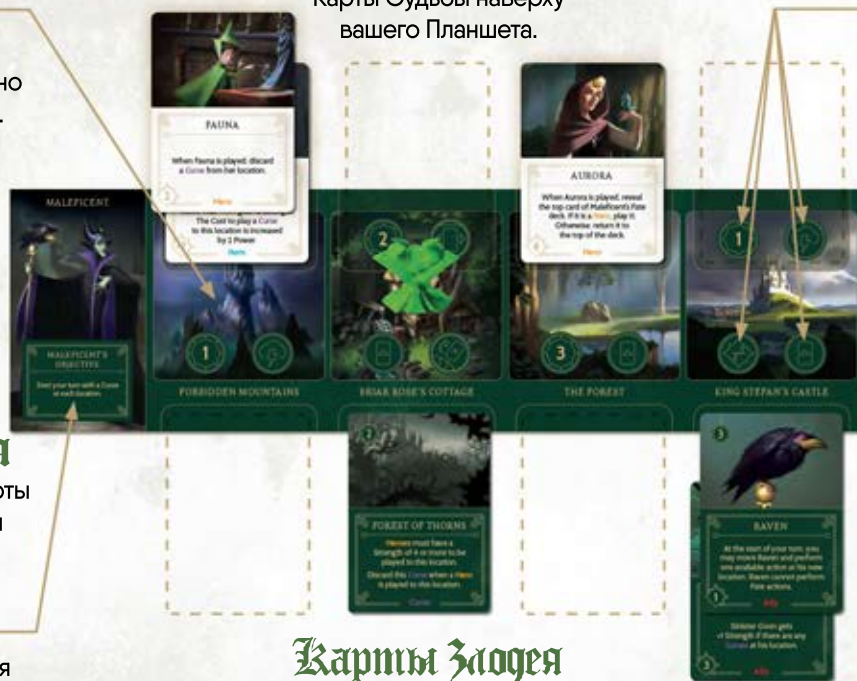 Карты Судьбы наверху
вашего Планшета.
но
FAUNA
When Fauna is played, discard
a Curse from her location.
Hero
The Cost to play a Curse
to this location is increased
by 2 Power
Item
AURORA
When Aurora is played, reveal
the top card of Maleficent's Fate
deck. If it is a Hero, play it.
Otherwise return it to
the top of the deck.
4
Hero
MALEFICENT
MALEFICENT'S
OBJECTIVE
Start your turn with a Curse
at each location.
1
2
3
1
FORBIDDEN MOUNTAINS
BRIAR ROSE'S COTTAGE
THE FOREST
KING STEFAN'S CASTLE
я
рты
2
FOREST OF THORNS
Heroes must have a
Strength of 4 or more to be
played to this location.
Discard this Curse when a Hero
is played to this location.
Curse
3
RAVEN
At the start of your turn, you
may move Raven and perform
one available action at his new
location. Raven cannot perform
Fate actions.
1
Ally
Sinister Goon gets
+1 Strength if there are any
Curses at his location.
3
Ally
Карты Злодея
я